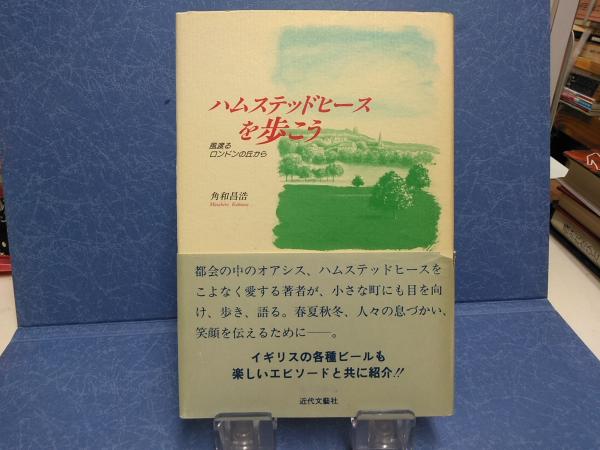 ハムステッドヒース
を歩こう
風渡る
ロンドンの丘から
角和昌浩
Masahiro Kakuwa
都会の中のオアシス、ハムステッドヒースを
こよなく愛する著者が、小さな町にも目を向
け、歩き、語る。春夏秋冬、人々の息づかい、
笑顔を伝えるために――。
イギリスの各種ビールも
楽しいエピソードと共に紹介!!
近代文藝社